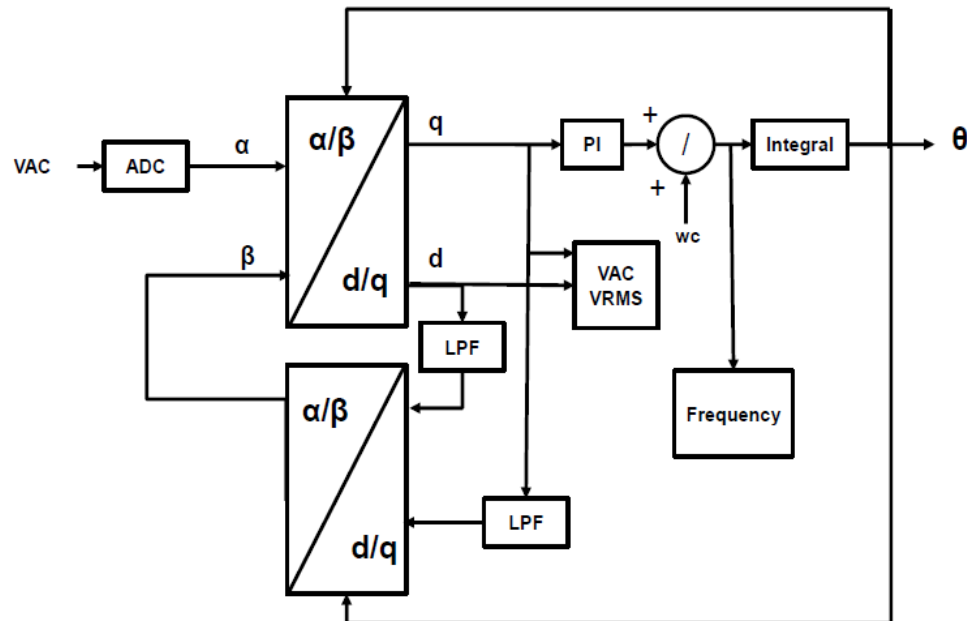 VAC
ADC
α
β
α/β
d/q
q
d
PI
+
/
+
wc
Integral
θ
VAC
VRMS
LPF
Frequency
α/β
d/q
LPF